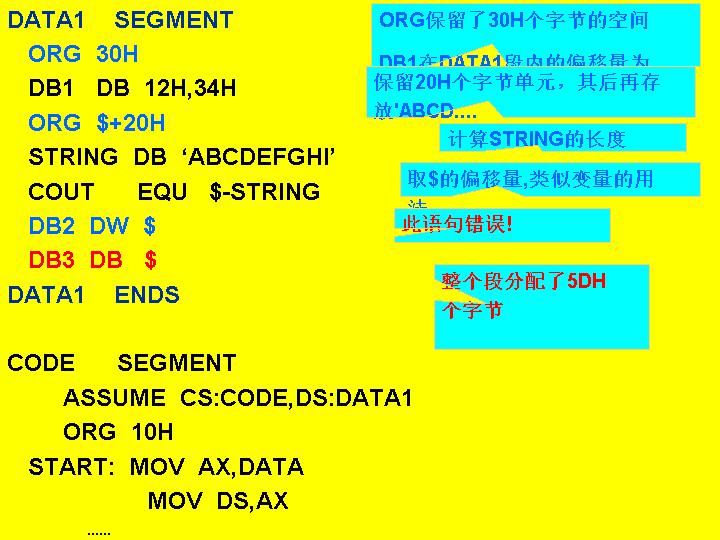 DATA1 SEGMENT
ORG 30H
DB1 DB 12H,34H
ORG $+20H
STRING DB ‘ABCDEFGHI’
COUT EQU $-STRING
DB2 DW $
DB3 DB $
DATA1 ENDS
CODE SEGMENT
ASSUME CS:CODE,DS:DATA1
ORG 10H
START: MOV AX,DATA
MOV DS,AX
……
ORG保留了30H个字节的空间
DB1在DATA1段内的偏移量为
保留20H个字节单元，其后再存
放'ABCD....
计算STRING的长度
取$的偏移量,类似变量的用
法
此语句错误!
整个段分配了5DH
个字节